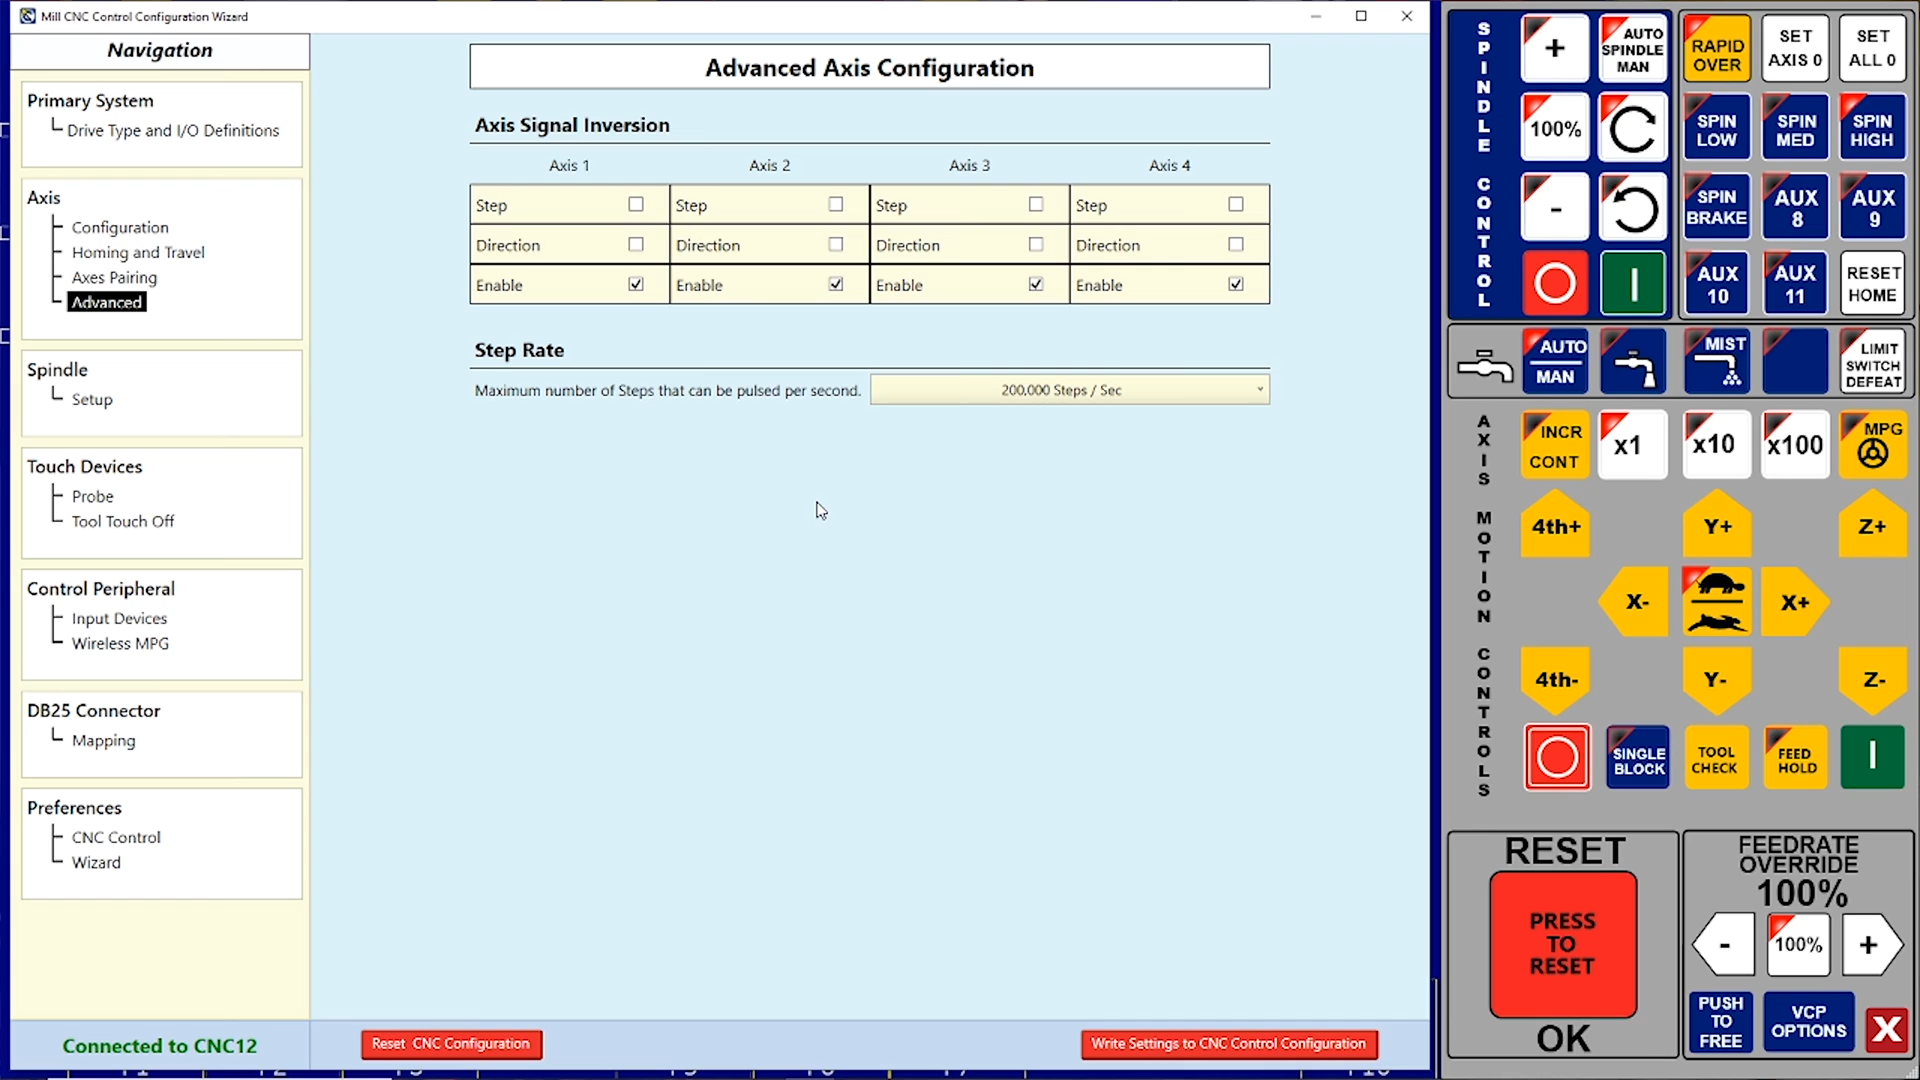 Mill CNC Control Configuration Wizard
Navigation
Primary System
Drive Type and I/O Definitions
Axis
Configuration
Homing and Travel
Axes Pairing
Advanced
Spindle
Setup
Touch Devices
Probe
Tool Touch Off
Control Peripheral
Input Devices
Wireless MPG
DB25 Connector
Mapping
Preferences
CNC Control
Wizard
Connected to CNC12
Advanced Axis Configuration
Axis Signal Inversion
Axis 1 Axis 2 Axis 3 Axis 4
Step Step Step Step
Direction Direction Direction Direction
Enable Enable Enable Enable
Step Rate
Maximum number of Steps that can be pulsed per second. 200,000 Steps / Sec
Reset CNC Configuration
Write Settings to CNC Control Configuration
SPINDLE CONTROL
+
AUTO
SPINDLE
MAN
100%
-
RAPID
OVER
SET
AXIS 0
SET
ALL 0
SPIN
LOW
SPIN
MED
SPIN
HIGH
SPIN
BRAKE
AUX
8
AUX
9
AUX
10
AUX
11
RESET
HOME
AUTO
MAN
MIST
LIMIT
SWITCH
DEFEAT
AXIS MOTION CONTROLS
INCR
CONT
x1
x10
x100
MPG
4th+
Y+
Z+
X-
X+
4th-
Y-
Z-
SINGLE
BLOCK
TOOL
CHECK
FEED
HOLD
RESET
PRESS
TO
RESET
OK
FEEDRATE
OVERRIDE
100%
-
100%
+
PUSH
TO
FREE
VCP
OPTIONS
X